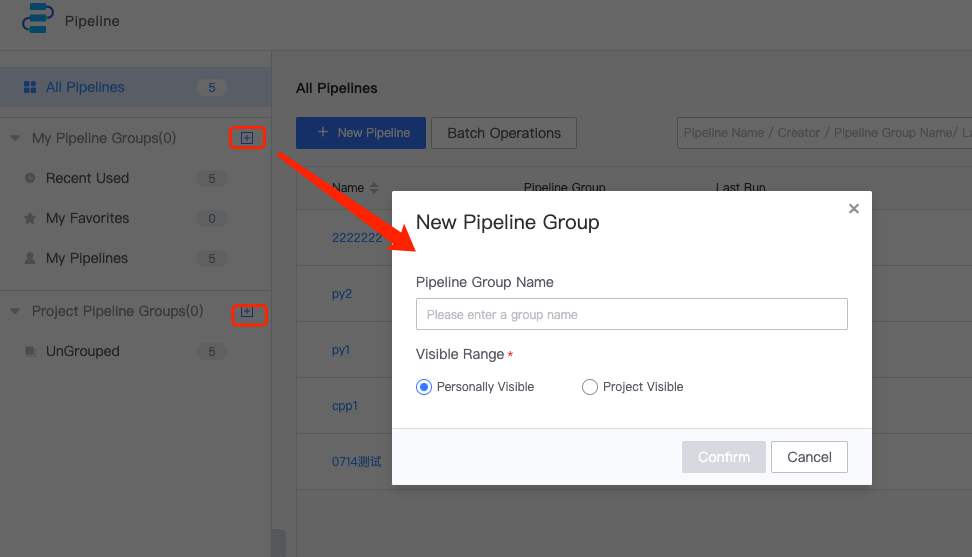 Pipeline
All Pipelines 5
My Pipeline Groups(0)
Recent Used 5
My Favorites 0
My Pipelines 5
Project Pipeline Groups(0)
UnGrouped 5
All Pipelines
+ New Pipeline
Batch Operations
Pipeline Name / Creator / Pipeline Group Name/ La
Name
Pipeline Group
Last Run
2222222
py2
py1
cpp1
0714测试
New Pipeline Group
Pipeline Group Name
Please enter a group name
Visible Range *
Personally Visible
Project Visible
Confirm
Cancel